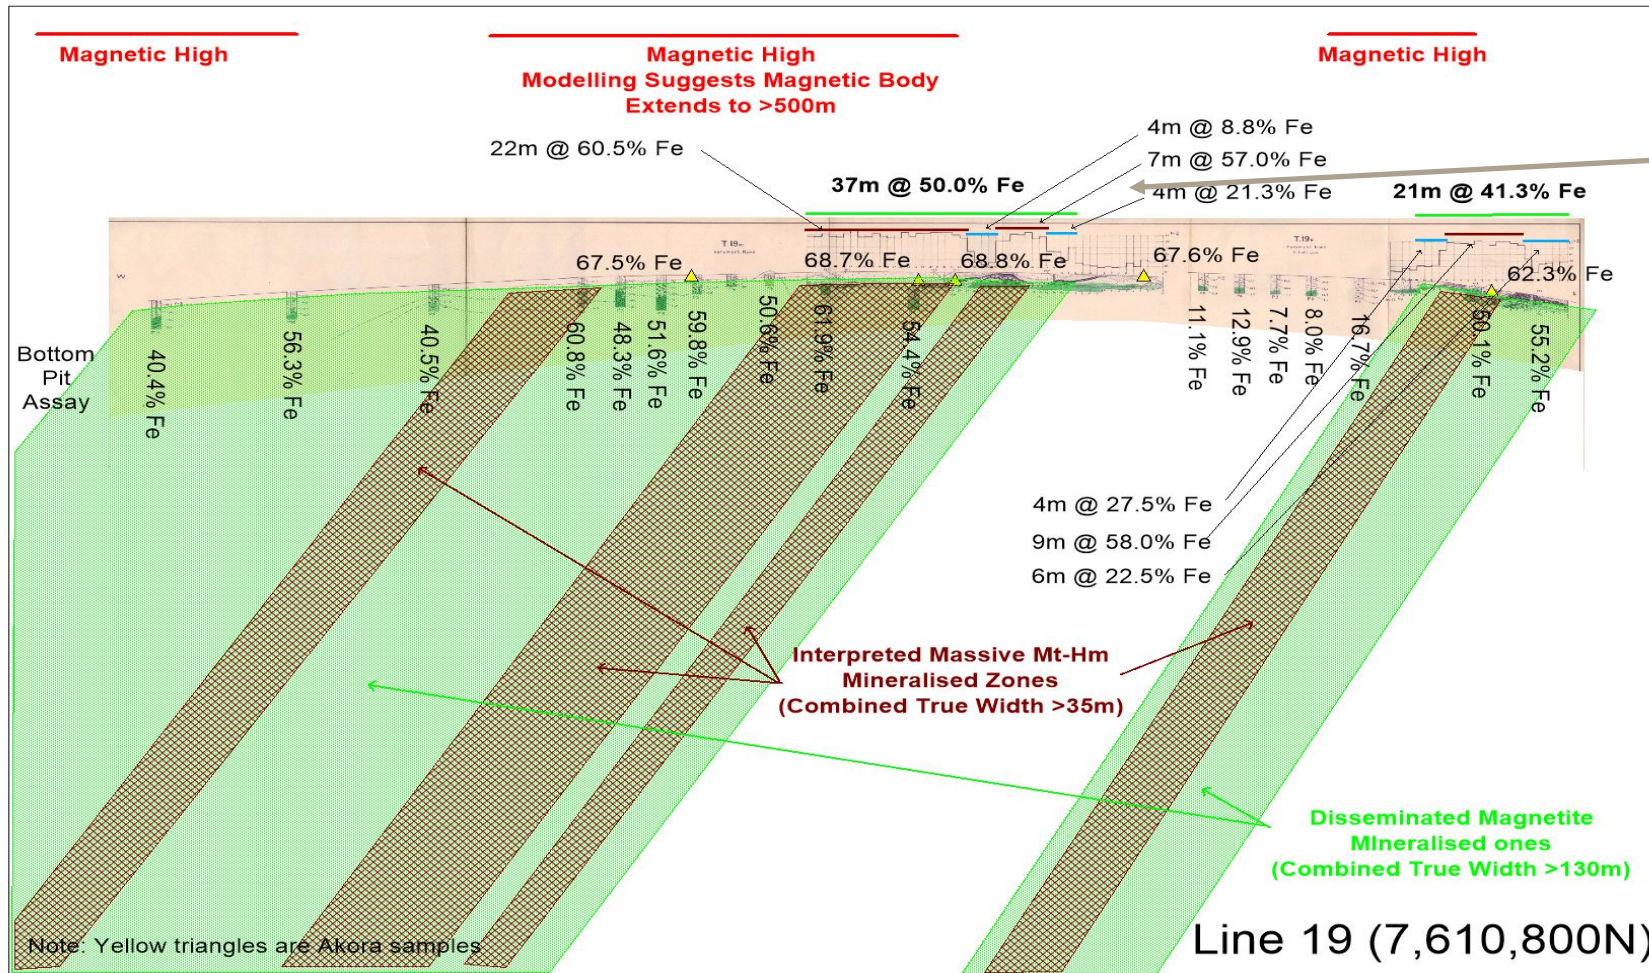 Magnetic High
Magnetic High
Modelling Suggests Magnetic Body
Extends to >500m
Magnetic High
22m @ 60.5% Fe
4m @ 8.8% Fe
7m @ 57.0% Fe
4m @ 21.3% Fe
37m @ 50.0% Fe
21m @ 41.3% Fe
W
T.19
T.19
67.5% Fe
68.7% Fe
68.8% Fe
67.6% Fe
62.3% Fe
Bottom
Pit
Assay
40.4% Fe
56.3% Fe
40.5% Fe
60.8% Fe
48.3% Fe
51.6% Fe
59.8% Fe
50.6% Fe
61.9% Fe
54.4% Fe
11.1% Fe
12.9% Fe
7.7% Fe
8.0% Fe
16.7% Fe
50.1% Fe
55.2% Fe
4m @ 27.5% Fe
9m @ 58.0% Fe
6m @ 22.5% Fe
Interpreted Massive Mt-Hm
Mineralised Zones
(Combined True Width >35m)
Disseminated Magnetite
MIneralised ones
(Combined True Width >130m)
Note: Yellow triangles are Akora samples
Line 19 (7,610,800N)